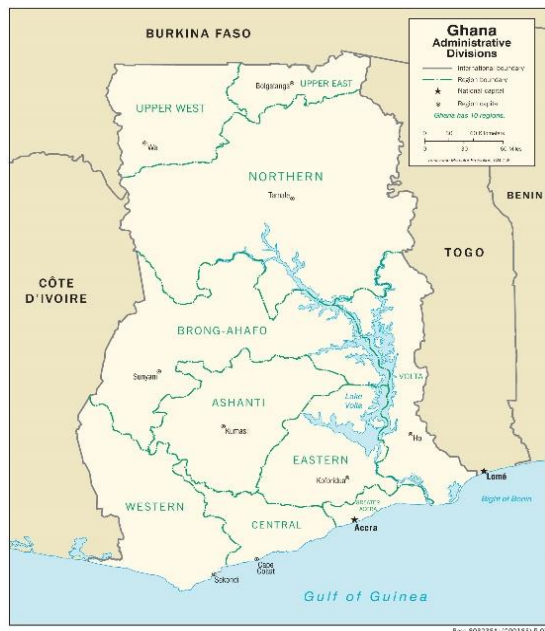 Ghana
Administrative
Divisions
International boundary
Region boundary
National capital
Region capital
Ghana has 10 regions.
BURKINA FASO
UPPER EAST
Bolgatanga
UPPER WEST
Wa
NORTHERN
Tamale
BENIN
TOGO
CÔTE
D'IVOIRE
BRONG-AHAFO
Sunyani
VOLTA
Lake
Volta
ASHANTI
Kumasi
Ho
EASTERN
Koforidua
Lomé
Bight of Benin
WESTERN
GREATER
ACCRA
CENTRAL
Accra
Cape
Coast
Sekondi
Gulf of Guinea